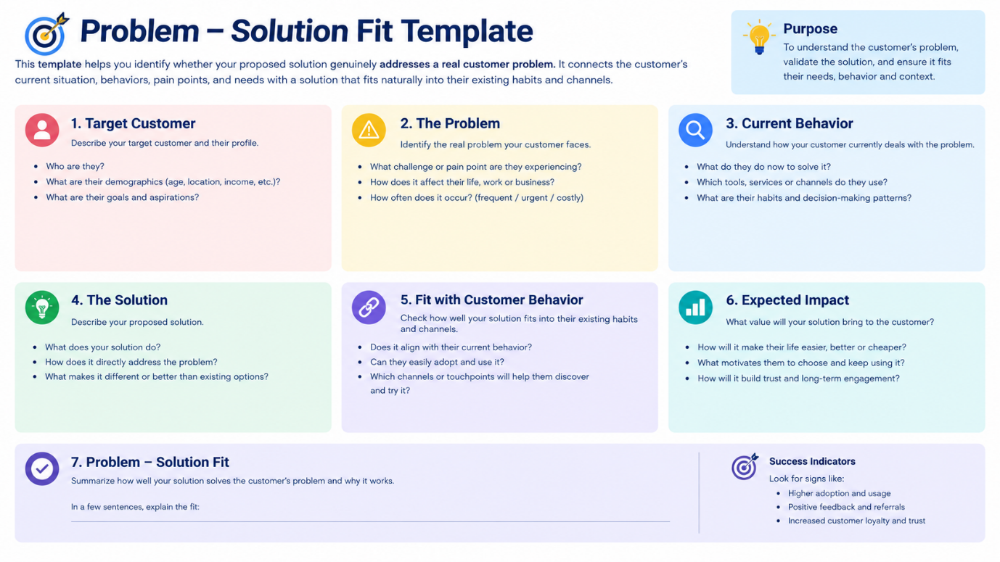 Problem – Solution Fit Template
This template helps you identify whether your proposed solution genuinely addresses a real customer problem. It connects the customer's
current situation, behaviors, pain points, and needs with a solution that fits naturally into their existing habits and channels.
Purpose
To understand the customer's problem,
validate the solution, and ensure it fits
their needs, behavior and context.
1. Target Customer
Describe your target customer and their profile.
• Who are they?
• What are their demographics (age, location, income, etc.)?
• What are their goals and aspirations?
2. The Problem
Identify the real problem your customer faces.
• What challenge or pain point are they experiencing?
• How does it affect their life, work or business?
• How often does it occur? (frequent / urgent / costly)
3. Current Behavior
Understand how your customer currently deals with the problem.
• What do they do now to solve it?
• Which tools, services or channels do they use?
• What are their habits and decision-making patterns?
4. The Solution
Describe your proposed solution.
• What does your solution do?
• How does it directly address the problem?
• What makes it different or better than existing options?
5. Fit with Customer Behavior
Check how well your solution fits into their existing habits
and channels.
• Does it align with their current behavior?
• Can they easily adopt and use it?
• Which channels or touchpoints will help them discover
and try it?
6. Expected Impact
What value will your solution bring to the customer?
• How will it make their life easier, better or cheaper?
• What motivates them to choose and keep using it?
• How will it build trust and long-term engagement?
7. Problem – Solution Fit
Summarize how well your solution solves the customer's problem and why it works.
In a few sentences, explain the fit:
Success Indicators
Look for signs like:
• Higher adoption and usage
• Positive feedback and referrals
• Increased customer loyalty and trust